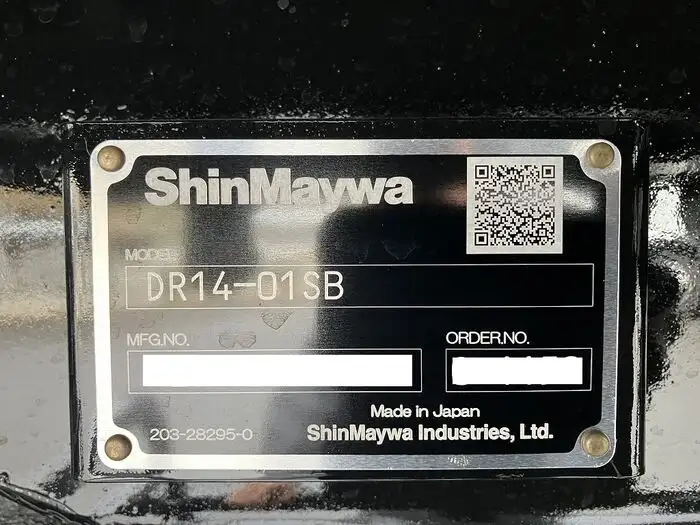 ShinMaywa
MODEL
DR14-01SB
MFG.NO.
ORDER.NO.
Made in Japan
203-28295-0
ShinMaywa Industries, Ltd.